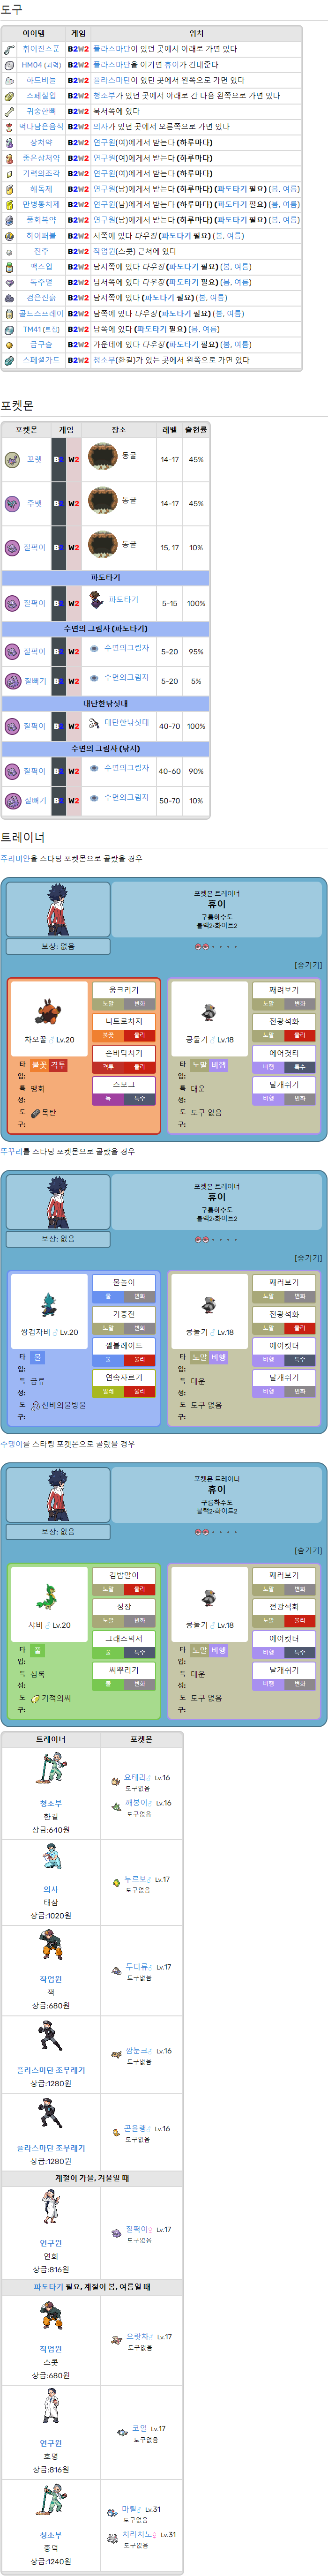 도구
아이템 게임 위치
휘어진스푼 B2W2 플라스마단이 있던 곳에서 아래로 가면 있다
HM04 (괴력) B2W2 플라스마단을 이기면 휴이가 건네준다
하트비늘 B2W2 플라스마단이 있던 곳에서 왼쪽으로 가면 있다
스페셜업 B2W2 청소부가 있던 곳에서 아래로 간 다음 왼쪽으로 가면 있다
귀중한뼈 B2W2 북서쪽에 있다
먹다남은음식 B2W2 의사가 있던 곳에서 오른쪽으로 가면 있다
상처약 B2W2 연구원(여)에게서 받는다 (하루마다)
좋은상처약 B2W2 연구원(여)에게서 받는다 (하루마다)
기력의조각 B2W2 연구원(여)에게서 받는다 (하루마다)
해독제 B2W2 연구원(남)에게서 받는다 (하루마다) (파도타기 필요) (봄, 여름)
만병통치제 B2W2 연구원(남)에게서 받는다 (하루마다) (파도타기 필요) (봄, 여름)
풀회복약 B2W2 연구원(남)에게서 받는다 (하루마다) (파도타기 필요) (봄, 여름)
하이퍼볼 B2W2 서쪽에 있다 다우징 (파도타기 필요) (봄, 여름)
진주 B2W2 작업원(스콧) 근처에 있다
맥스업 B2W2 남서쪽에 있다 다우징 (파도타기 필요) (봄, 여름)
독주얼 B2W2 남서쪽에 있다 다우징 (파도타기 필요) (봄, 여름)
검은진흙 B2W2 남서쪽에 있다 (파도타기 필요) (봄, 여름)
골드스프레이 B2W2 남쪽에 있다 다우징 (파도타기 필요) (봄, 여름)
TM41 (트집) B2W2 남쪽에 있다 (파도타기 필요) (봄, 여름)
금구슬 B2W2 가운데에 있다 다우징 (파도타기 필요) (봄, 여름)
스페셜가드 B2W2 청소부(환길)가 있는 곳에서 왼쪽으로 가면 있다
포켓몬
포켓몬 게임 장소 레벨 출현률
꼬렛 B2 W2 동굴 14-17 45%
주뱃 B2 W2 동굴 14-17 45%
질퍽이 B2 W2 동굴 15, 17 10%
파도타기
질퍽이 B2 W2 파도타기 5-15 100%
수면의 그림자 (파도타기)
질퍽이 B2 W2 수면의그림자 5-20 95%
질뻐기 B2 W2 수면의그림자 5-20 5%
대단한낚싯대
질퍽이 B2 W2 대단한낚싯대 40-70 100%
수면의 그림자 (낚시)
질퍽이 B2 W2 수면의그림자 40-60 90%
질뻐기 B2 W2 수면의그림자 50-70 10%
트레이너
주리비얀을 스타팅 포켓몬으로 골랐을 경우
포켓몬 트레이너
휴이
구름하수도
블랙2·화이트2
보상: 없음
[숨기기]
차오꿀♂Lv.20
타입: 불꽃 격투
특성: 맹화
도구: 목탄
웅크리기
노말 변화
니트로차지
불꽃 물리
손바닥치기
격투 물리
스모그
독 특수
콩둘기♂Lv.18
타입: 노말 비행
특성: 대운
도구: 도구 없음
째려보기
노말 변화
전광석화
노말 물리
에어컷터
비행 특수
날개쉬기
비행 변화
뚜꾸리를 스타팅 포켓몬으로 골랐을 경우
포켓몬 트레이너
휴이
구름하수도
블랙2·화이트2
보상: 없음
[숨기기]
쌍검자비♂Lv.20
타입: 물
특성: 급류
도구: 신비의물방울
물놀이
물 변화
기충전
노말 변화
셸블레이드
물 물리
연속자르기
벌레 물리
콩둘기♂Lv.18
타입: 노말 비행
특성: 대운
도구: 도구 없음
째려보기
노말 변화
전광석화
노말 물리
에어컷터
비행 특수
날개쉬기
비행 변화
수댕이를 스타팅 포켓몬으로 골랐을 경우
포켓몬 트레이너
휴이
구름하수도
블랙2·화이트2
보상: 없음
[숨기기]
샤비♂Lv.20
타입: 풀
특성: 심록
도구: 기적의씨
김밥말이
노말 물리
성장
노말 변화
그래스믹서
풀 특수
씨뿌리기
풀 변화
콩둘기♂Lv.18
타입: 노말 비행
특성: 대운
도구: 도구 없음
째려보기
노말 변화
전광석화
노말 물리
에어컷터
비행 특수
날개쉬기
비행 변화
트레이너 포켓몬
청소부
환길
상금:640원
요테리♂ Lv.16
도구없음
깨봉이♂ Lv.16
도구없음
의사
태삼
상금:1020원
두르보♂ Lv.17
도구없음
작업원
잭
상금:680원
두더류♂ Lv.17
도구없음
플라스마단 조무래기
상금:1280원
깜눈크♂ Lv.16
도구없음
플라스마단 조무래기
상금:1280원
곤율랭♂ Lv.16
도구없음
계절이 가을, 겨울일 때
연구원
연희
상금:816원
질퍽이♀ Lv.17
도구없음
파도타기 필요, 계절이 봄, 여름일 때
작업원
스콧
상금:680원
으랏차♂ Lv.17
도구없음
연구원
호영
상금:816원
코일 Lv.17
도구없음
청소부
종덕
상금:1240원
마릴♂ Lv.31
도구없음
치라치노♀ Lv.31
도구없음